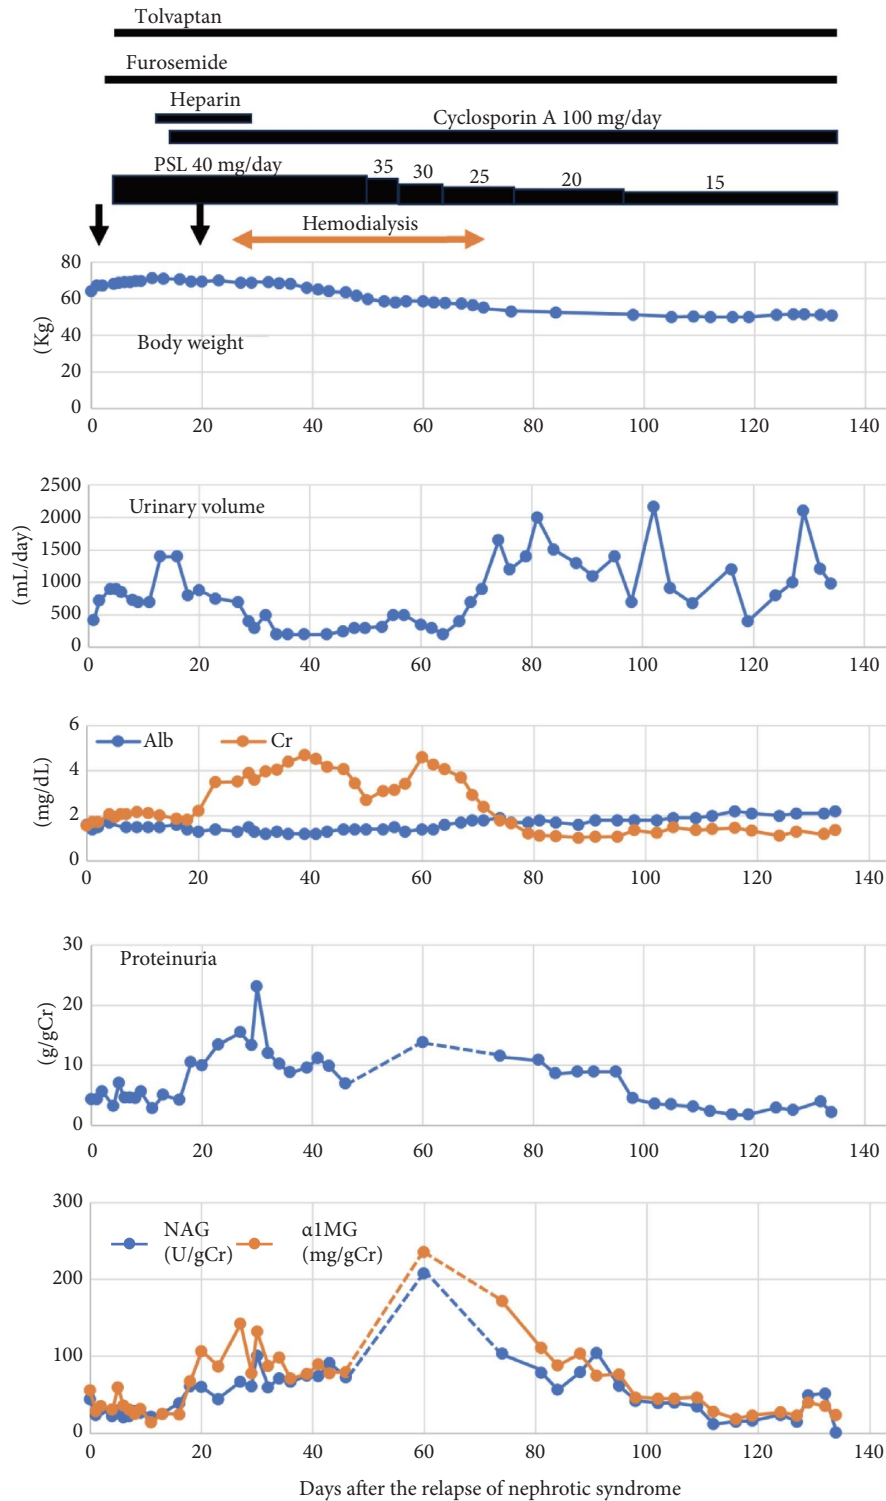 Tolvaptan
Furosemide
Heparin
Cyclosporin A 100 mg/day
PSL 40 mg/day
35
30
25
20
15
Hemodialysis
80
60
40
20
0
(Kg)
Body weight
0 20 40 60 80 100 120 140
2500
2000
1500
1000
500
0
(mL/day)
Urinary volume
0 20 40 60 80 100 120 140
6
4
2
0
(mg/dL)
Alb Cr
0 20 40 60 80 100 120 140
30
20
10
0
(g/gCr)
Proteinuria
0 20 40 60 80 100 120 140
300
200
100
0
NAG
(U/gCr)
α1MG
(mg/gCr)
0 20 40 60 80 100 120 140
Days after the relapse of nephrotic syndrome